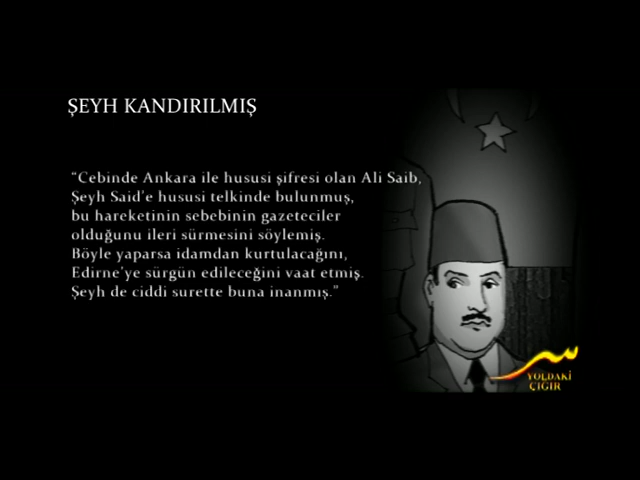 ŞEYH KANDIRILMIŞ
“Cebinde Ankara ile hususi şifresi olan Ali Saib,
Şeyh Said’e hususi telkinde bulunmuş,
bu hareketinin sebebinin gazeteciler
olduğunu ileri sürmesini söylemiş.
Böyle yaparsa idamdan kurtulacağını,
Edirne’ye sürgün edileceğini vaat etmiş.
Şeyh de ciddi surette buna inanmış.”
YOLDAKİ
ÇIĞIR